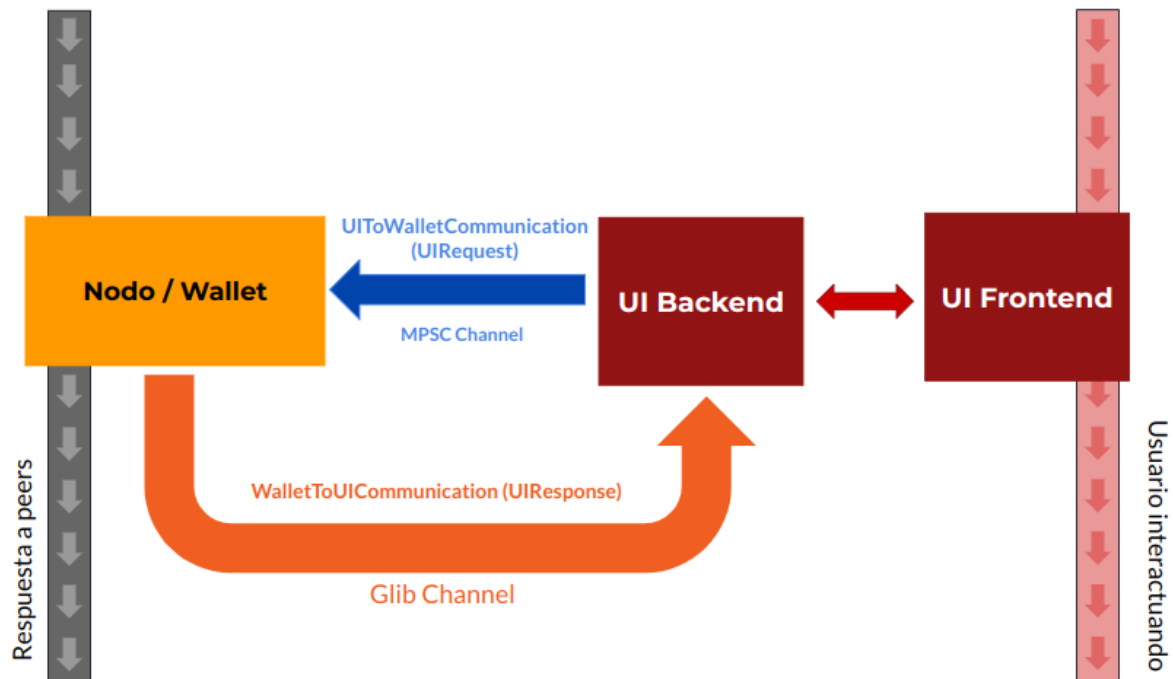 UIToWalletCommunication
(UIRequest)
Nodo / Wallet
UI Backend
UI Frontend
MPSC Channel
WalletToUICommunication (UIResponse)
Glib Channel
Respuesta a peers
Usuario interactuando